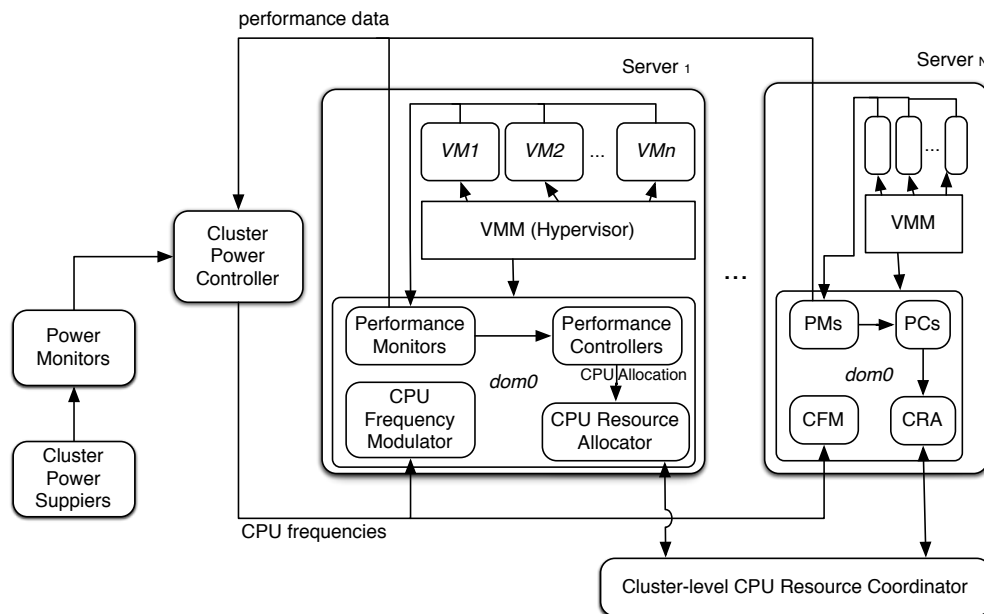 performance data
Server 1
Server N
VM1
VM2
...
VMn
...
VMM (Hypervisor)
VMM
Cluster
Power
Controller
...
Performance
Monitors
Performance
Controllers
PMs
PCs
Power
Monitors
dom0
CPU Allocation
dom0
CPU
Frequency
Modulator
CPU Resource
Allocator
CFM
CRA
Cluster
Power
Suppiers
CPU frequencies
Cluster-level CPU Resource Coordinator